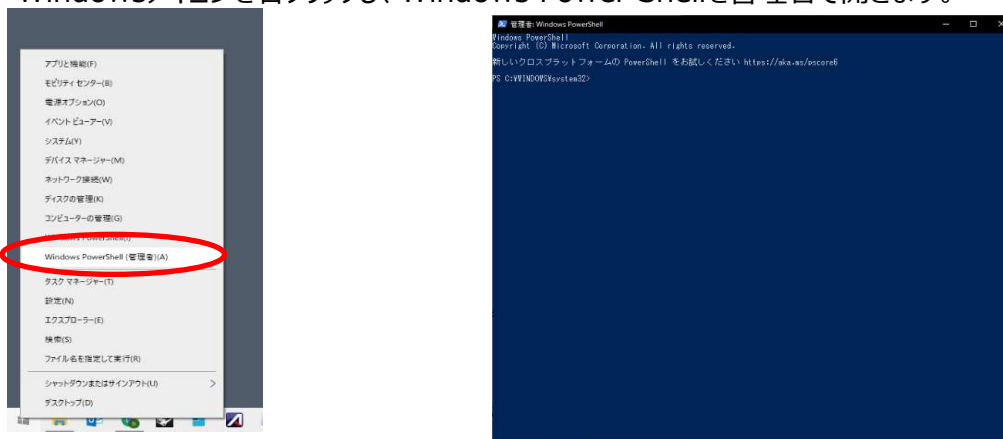 Windowsアイコンを右クリックし、Windows Power Shellを管理者で開きます。
アプリと機能(F)
モビリティ センター(B)
電源オプション(O)
イベント ビューアー(V)
システム(Y)
デバイス マネージャー(M)
ネットワーク接続(W)
ディスクの管理(K)
コンピューターの管理(G)
Windows PowerShell(I)
Windows PowerShell (管理者)(A)
タスク マネージャー(T)
設定(N)
エクスプローラー(E)
検索(S)
ファイル名を指定して実行(R)
シャットダウンまたはサインアウト(U)
デスクトップ(D)
管理者: Windows PowerShell
Windows PowerShell
Copyright (C) Microsoft Corporation. All rights reserved.
新しいクロスプラットフォームの PowerShell をお試しください https://aka.ms/pscore6
PS C:¥WINDOWS¥system32>